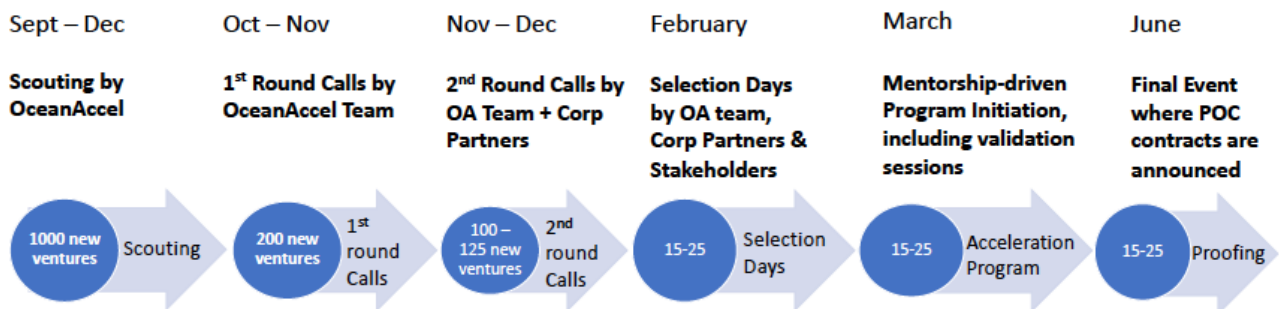 Sept – Dec
Scouting by
OceanAccel
1000 new
ventures
Scouting
Oct – Nov
1st Round Calls by
OceanAccel Team
200 new
ventures
1st
round
Calls
Nov – Dec
2nd Round Calls by
OA Team + Corp
Partners
100 –
125 new
ventures
2nd
round
Calls
February
Selection Days
by OA team,
Corp Partners &
Stakeholders
15-25
Selection
Days
March
Mentorship-driven
Program Initiation,
including validation
sessions
15-25
Acceleration
Program
June
Final Event
where POC
contracts are
announced
15-25
Proofing